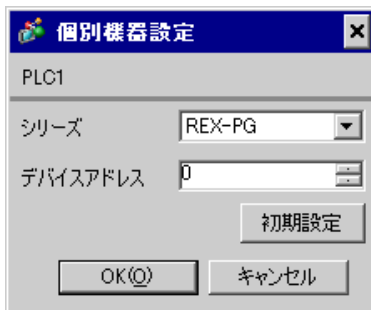 個別機器設定
PLC1
シリーズ REX-PG
デバイスアドレス 0
初期設定
OK(O) キャンセル